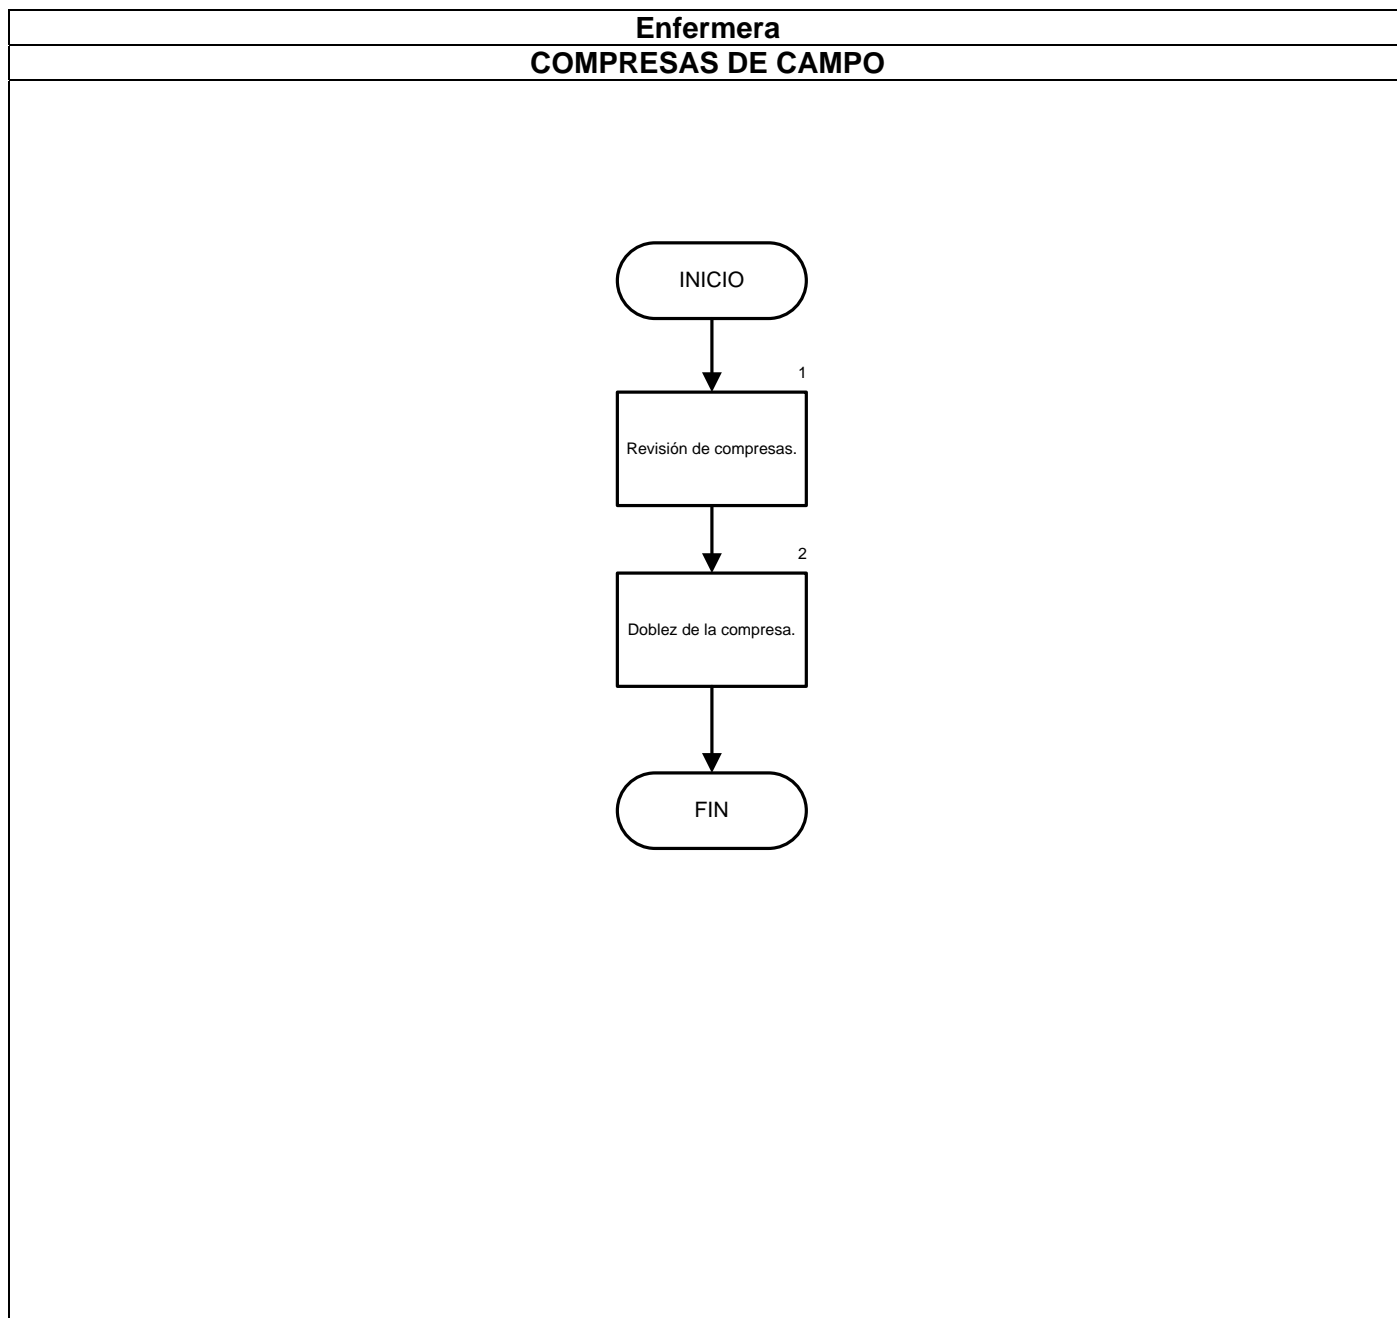 Enfermera
COMPRESAS DE CAMPO
INICIO
1
Revisión de compresas.
2
Doblez de la compresa.
FIN